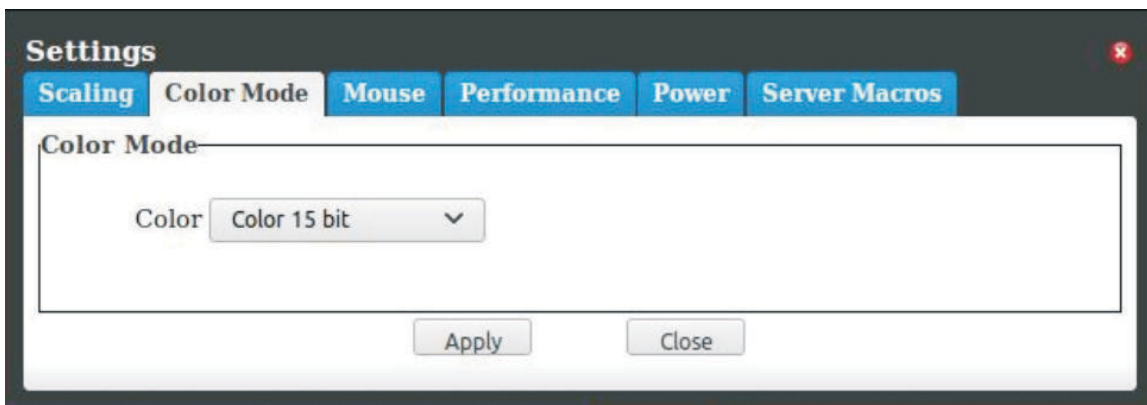 Settings
Scaling Color Mode Mouse Performance Power Server Macros
Color Mode
Color Color 15 bit
Apply Close